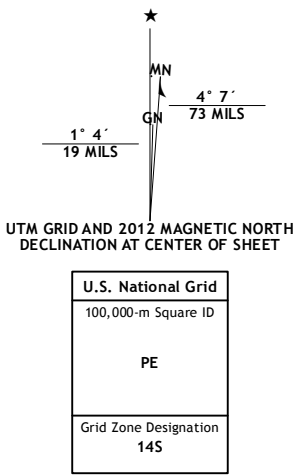 ★
MN
GN
4° 7´
73 MILS
1° 4´
19 MILS
UTM GRID AND 2012 MAGNETIC NORTH
DECLINATION AT CENTER OF SHEET
U.S. National Grid
100,000-m Square ID
PE
Grid Zone Designation
14S